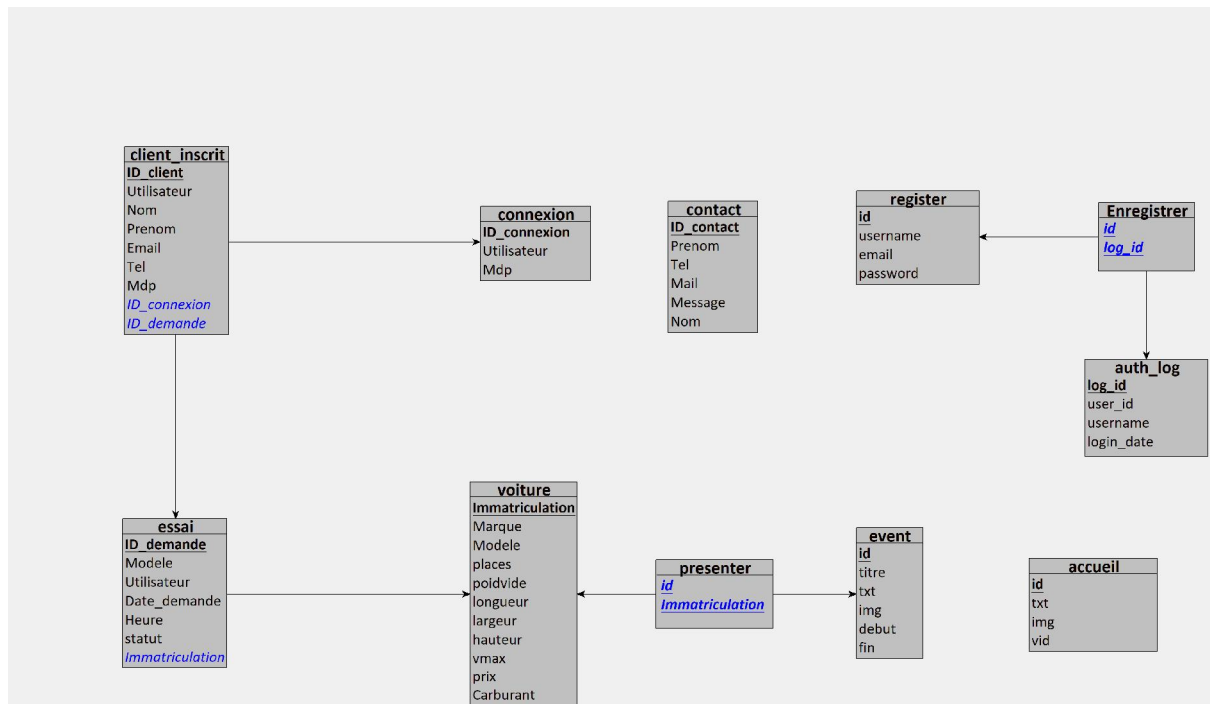 client_inscrit
ID_client
Utilisateur
Nom
Prenom
Email
Tel
Mdp
ID_connexion
ID_demande
connexion
ID_connexion
Utilisateur
Mdp
contact
ID_contact
Prenom
Tel
Mail
Message
Nom
register
id
username
email
password
Enregistrer
id
log_id
auth_log
log_id
user_id
username
login_date
essai
ID_demande
Modele
Utilisateur
Date_demande
Heure
statut
Immatriculation
voiture
Immatriculation
Marque
Modele
places
poidvide
longueur
largeur
hauteur
vmax
prix
Carburant
presenter
id
Immatriculation
event
id
titre
txt
img
debut
fin
accueil
id
txt
img
vid